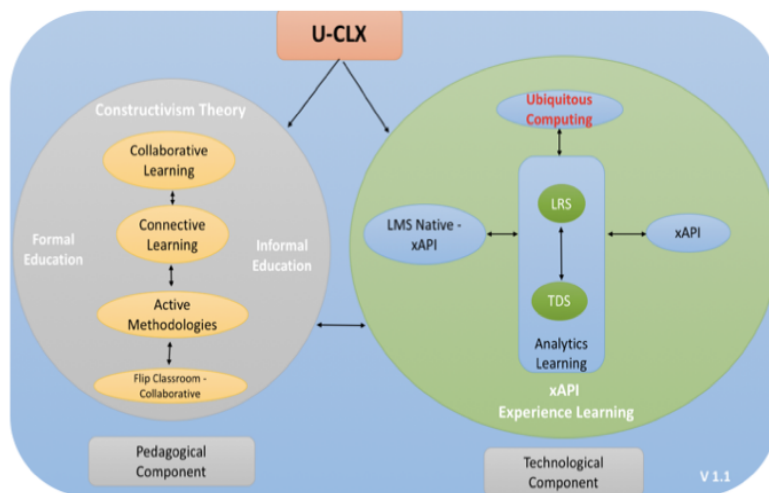 U-CLX
Constructivism Theory
Collaborative
Learning
Connective
Learning
Formal
Education
Informal
Education
Active
Methodologies
Flip Classroom -
Collaborative
Pedagogical
Component
Ubiquitous
Computing
LRS
LMS Native -
xAPI
xAPI
TDS
Analytics
Learning
xAPI
Experience Learning
Technological
Component
V 1.1